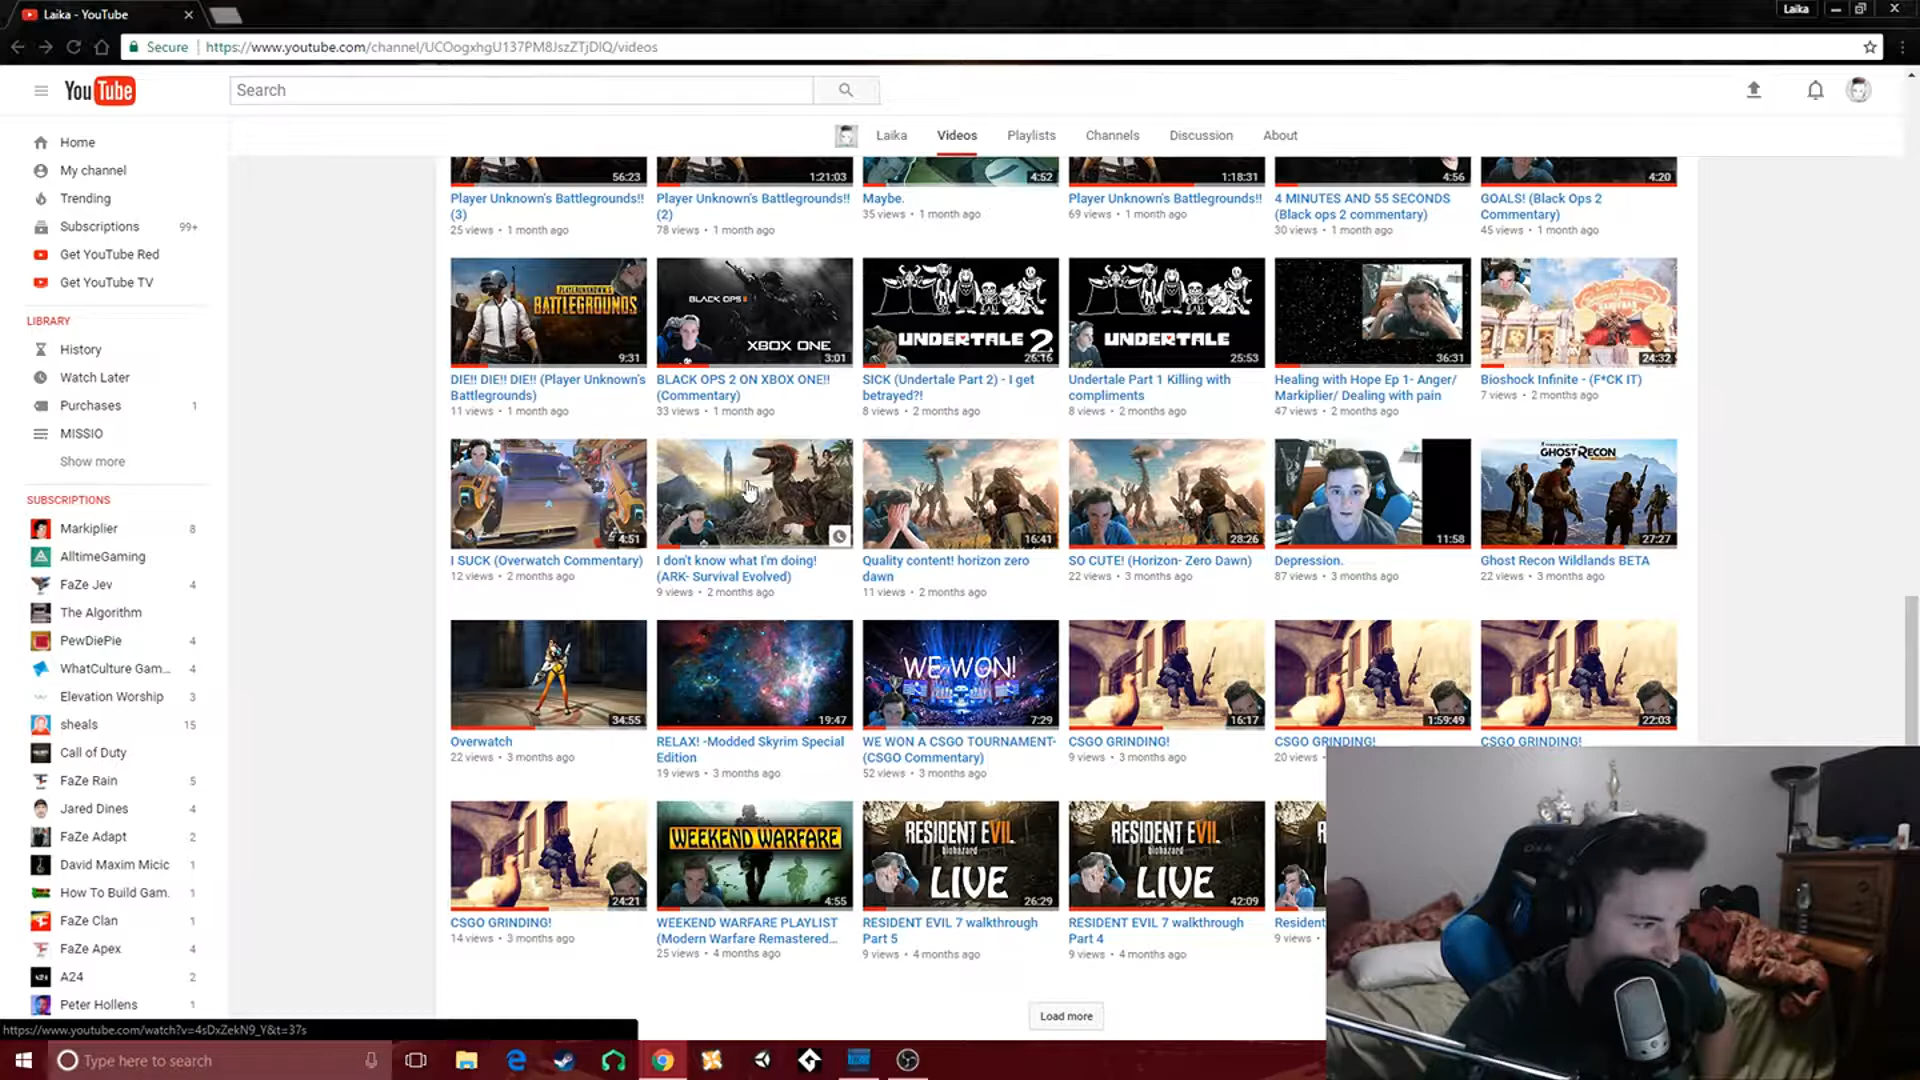 Laika - YouTube
Laika
Secure
https://www.youtube.com/channel/UCOogxhgU137PM8JszZTjDlQ/videos
YouTube
Search
Laika
Videos
Playlists
Channels
Discussion
About
Home
My channel
Trending
Subscriptions 99+
Get YouTube Red
Get YouTube TV
LIBRARY
History
Watch Later
Purchases 1
MISSIO
Show more
SUBSCRIPTIONS
Markiplier 8
AlltimeGaming
FaZe Jev 4
The Algorithm
PewDiePie 4
WhatCulture Gam... 4
Elevation Worship 3
sheals 15
Call of Duty
FaZe Rain 5
Jared Dines 4
FaZe Adapt 2
David Maxim Micic 1
How To Build Gam. 1
FaZe Clan 1
FaZe Apex 4
A24 2
Peter Hollens 1
56:23
Player Unknown's Battlegrounds!!
(3)
25 views • 1 month ago
1:21:03
Player Unknown's Battlegrounds!!
(2)
78 views • 1 month ago
4:52
Maybe.
35 views • 1 month ago
1:18:31
Player Unknown's Battlegrounds!!
69 views • 1 month ago
4:56
4 MINUTES AND 55 SECONDS
(Black ops 2 commentary)
30 views • 1 month ago
4:20
GOALS! (Black Ops 2
Commentary)
45 views • 1 month ago
PLAYERUNKNOWN'S
BATTLEGROUNDS
9:31
DIE!! DIE!! DIE!! (Player Unknown's
Battlegrounds)
11 views • 1 month ago
BLACK OPS II
XBOX ONE
3:01
BLACK OPS 2 ON XBOX ONE!!
(Commentary)
33 views • 1 month ago
UNDERTALE 2
26:16
SICK (Undertale Part 2) - I get
betrayed?!
8 views • 2 months ago
UNDERTALE
25:53
Undertale Part 1 Killing with
compliments
8 views • 2 months ago
36:31
Healing with Hope Ep 1- Anger/
Markiplier/ Dealing with pain
47 views • 2 months ago
24:32
Bioshock Infinite - (F*CK IT)
7 views • 2 months ago
4:51
I SUCK (Overwatch Commentary)
12 views • 2 months ago
I don't know what I'm doing!
(ARK- Survival Evolved)
9 views • 2 months ago
16:41
Quality content! horizon zero
dawn
11 views • 2 months ago
28:26
SO CUTE! (Horizon- Zero Dawn)
22 views • 3 months ago
11:58
Depression.
87 views • 3 months ago
GHOST RECON
27:27
Ghost Recon Wildlands BETA
22 views • 3 months ago
34:55
Overwatch
22 views • 3 months ago
19:47
RELAX! -Modded Skyrim Special
Edition
19 views • 3 months ago
WE WON!
7:29
WE WON A CSGO TOURNAMENT-
(CSGO Commentary)
52 views • 3 months ago
16:17
CSGO GRINDING!
9 views • 3 months ago
1:59:49
CSGO GRINDING!
20 views •
22:03
CSGO GRINDING!
24:21
CSGO GRINDING!
14 views • 3 months ago
WEEKEND WARFARE
4:55
WEEKEND WARFARE PLAYLIST
(Modern Warfare Remastered...
25 views • 4 months ago
RESIDENT EVIL
biohazard
LIVE
26:29
RESIDENT EVIL 7 walkthrough
Part 5
9 views • 4 months ago
RESIDENT EVIL
biohazard
LIVE
42:09
RESIDENT EVIL 7 walkthrough
Part 4
9 views • 4 months ago
Resident
9 views •
Load more
https://www.youtube.com/watch?v=4sDxZekN9_Y&t=37s
Type here to search